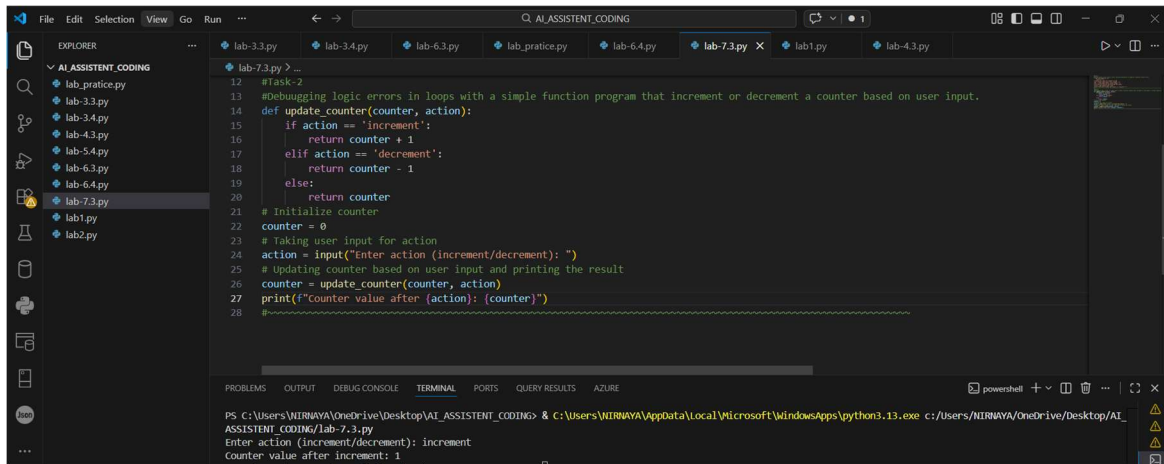 File Edit Selection View Go Run ··· AI_ASSISTENT_CODING 1
EXPLORER ···
AI_ASSISTENT_CODING
lab_pratice.py
lab-3.3.py
lab-3.4.py
lab-4.3.py
lab-5.4.py
lab-6.3.py
lab-6.4.py
lab-7.3.py
lab1.py
lab2.py
Json
lab-3.3.py lab-3.4.py lab-6.3.py lab_pratice.py lab-6.4.py lab-7.3.py lab1.py lab-4.3.py
lab-7.3.py > ...
12 #Task-2
13 #Debuugging logic errors in loops with a simple function program that increment or decrement a counter based on user input.
14 def update_counter(counter, action):
15     if action == 'increment':
16         return counter + 1
17     elif action == 'decrement':
18         return counter - 1
19     else:
20         return counter
21 # Initialize counter
22 counter = 0
23 # Taking user input for action
24 action = input("Enter action (increment/decrement): ")
25 # Updating counter based on user input and printing the result
26 counter = update_counter(counter, action)
27 print(f"Counter value after {action}: {counter}")
28 #~~~~~~~~~~~~~~~~~~~~~~~~~~~~~~~~~~~~~~~~
PROBLEMS OUTPUT DEBUG CONSOLE TERMINAL PORTS QUERY RESULTS AZURE powershell
PS C:\Users\NIRNAYA\OneDrive\Desktop\AI_ASSISTENT_CODING> & C:\Users\NIRNAYA\AppData\Local\Microsoft\WindowsApps\python3.13.exe c:/Users/NIRNAYA/OneDrive/Desktop/AI_
ASSISTENT_CODING/lab-7.3.py
Enter action (increment/decrement): increment
Counter value after increment: 1